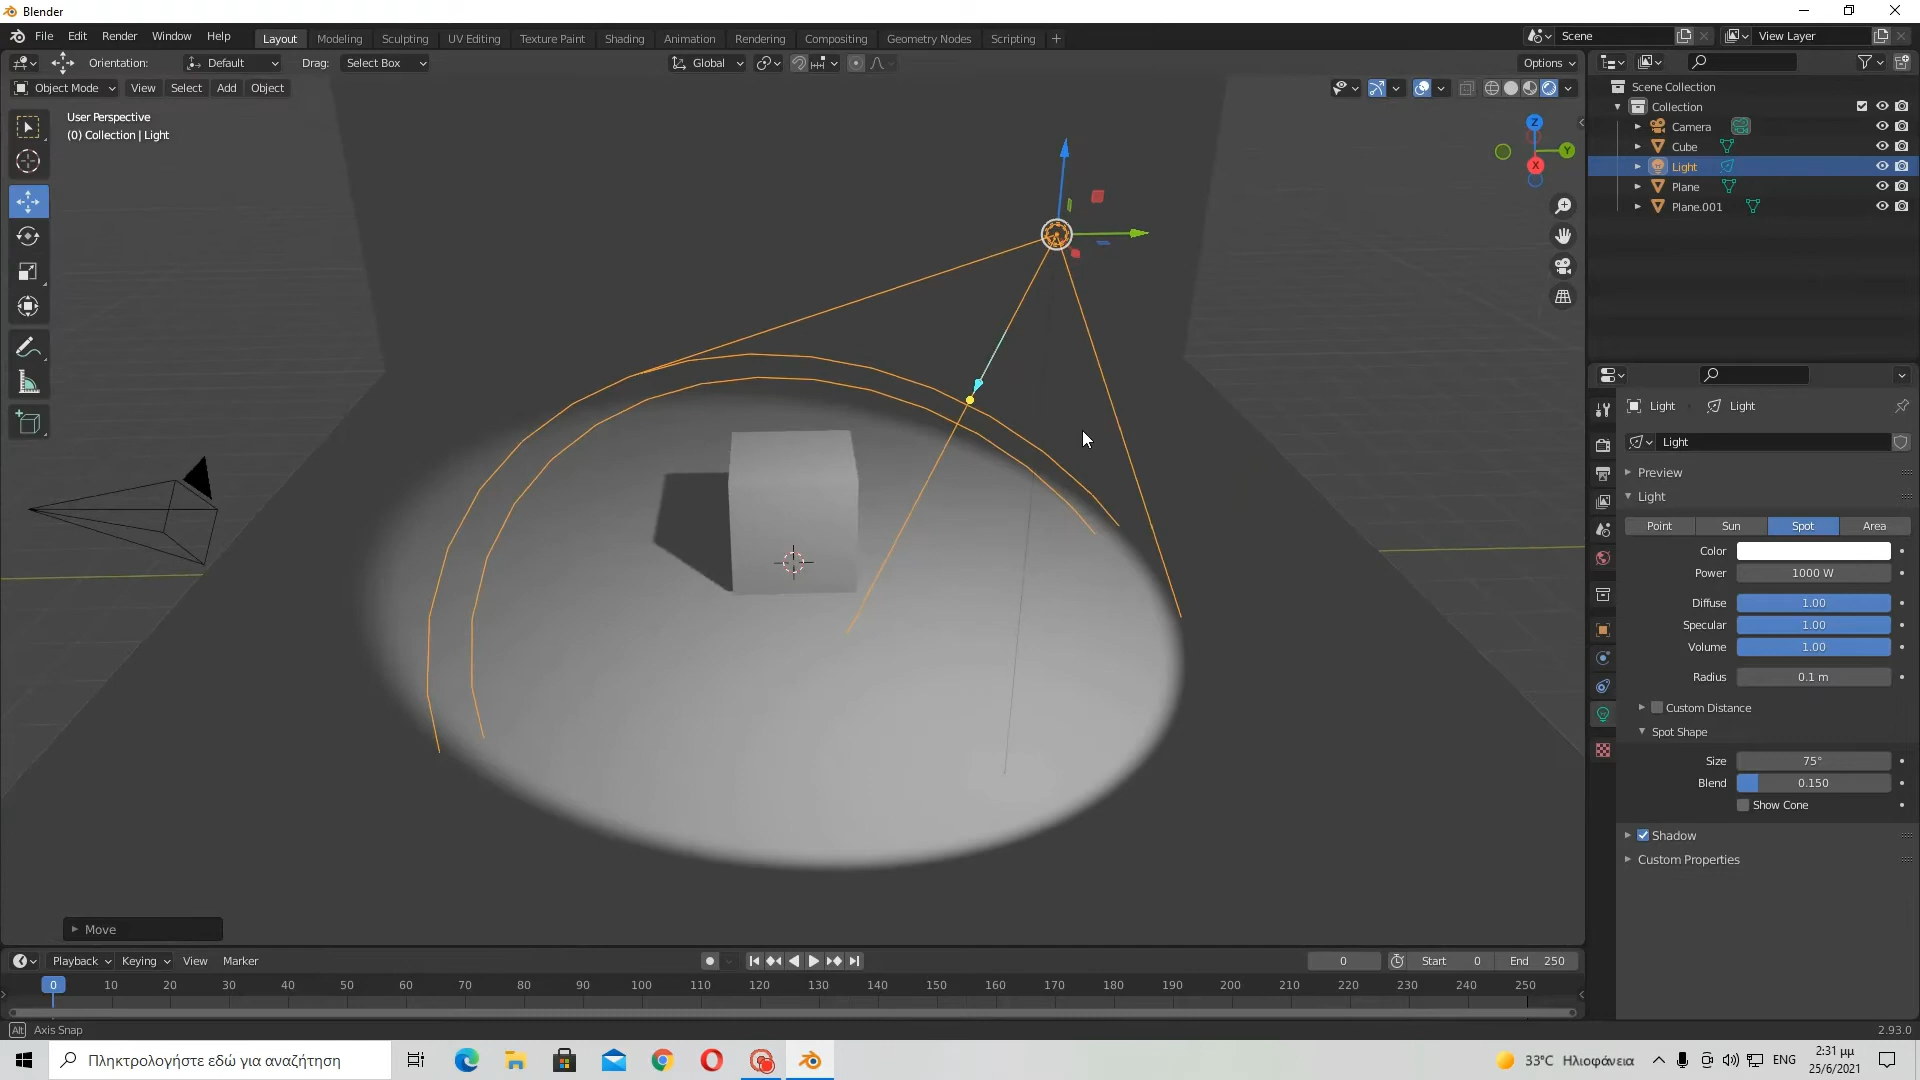 Blender
File Edit Render Window Help
Layout Modeling Sculpting UV Editing Texture Paint Shading Animation Rendering Compositing Geometry Nodes Scripting +
Scene
View Layer
Orientation: Default Drag: Select Box
Global
Options
Object Mode View Select Add Object
User Perspective
(0) Collection | Light
Z
Y
X
Scene Collection
Collection
Camera
Cube
Light
Plane
Plane.001
Light Light
Light
Preview
Light
Point Sun Spot Area
Color
Power 1000 W
Diffuse 1.00
Specular 1.00
Volume 1.00
Radius 0.1 m
Custom Distance
Spot Shape
Size 75°
Blend 0.150
Show Cone
Shadow
Custom Properties
Move
Playback Keying View Marker
0 Start 0 End 250
0 10 20 30 40 50 60 70 80 90 100 110 120 130 140 150 160 170 180 190 200 210 220 230 240 250
Alt Axis Snap
2.93.0
Πληκτρολογήστε εδώ για αναζήτηση
33°C Ηλιοφάνεια
ENG
2:31 μμ
25/6/2021